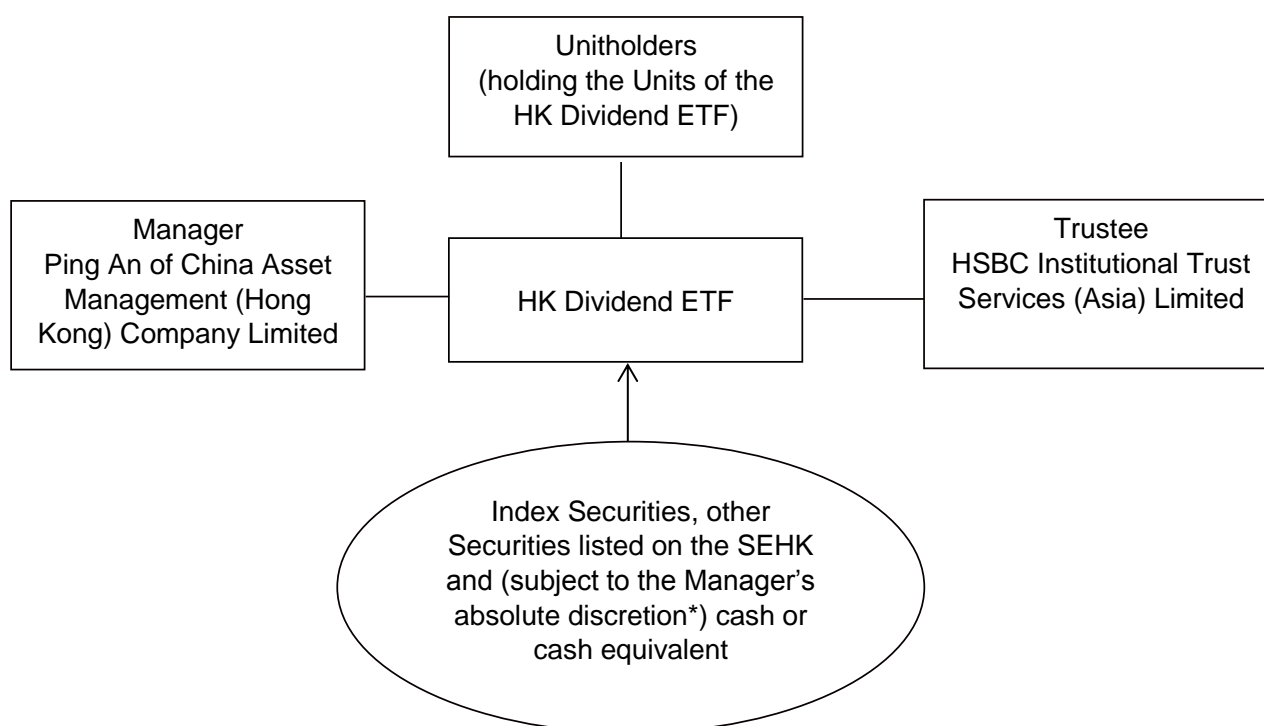 Unitholders
(holding the Units of the
HK Dividend ETF)
Manager
Ping An of China Asset
Management (Hong
Kong) Company Limited
HK Dividend ETF
Trustee
HSBC Institutional Trust
Services (Asia) Limited
Index Securities, other
Securities listed on the SEHK
and (subject to the Manager’s
absolute discretion*) cash or
cash equivalent